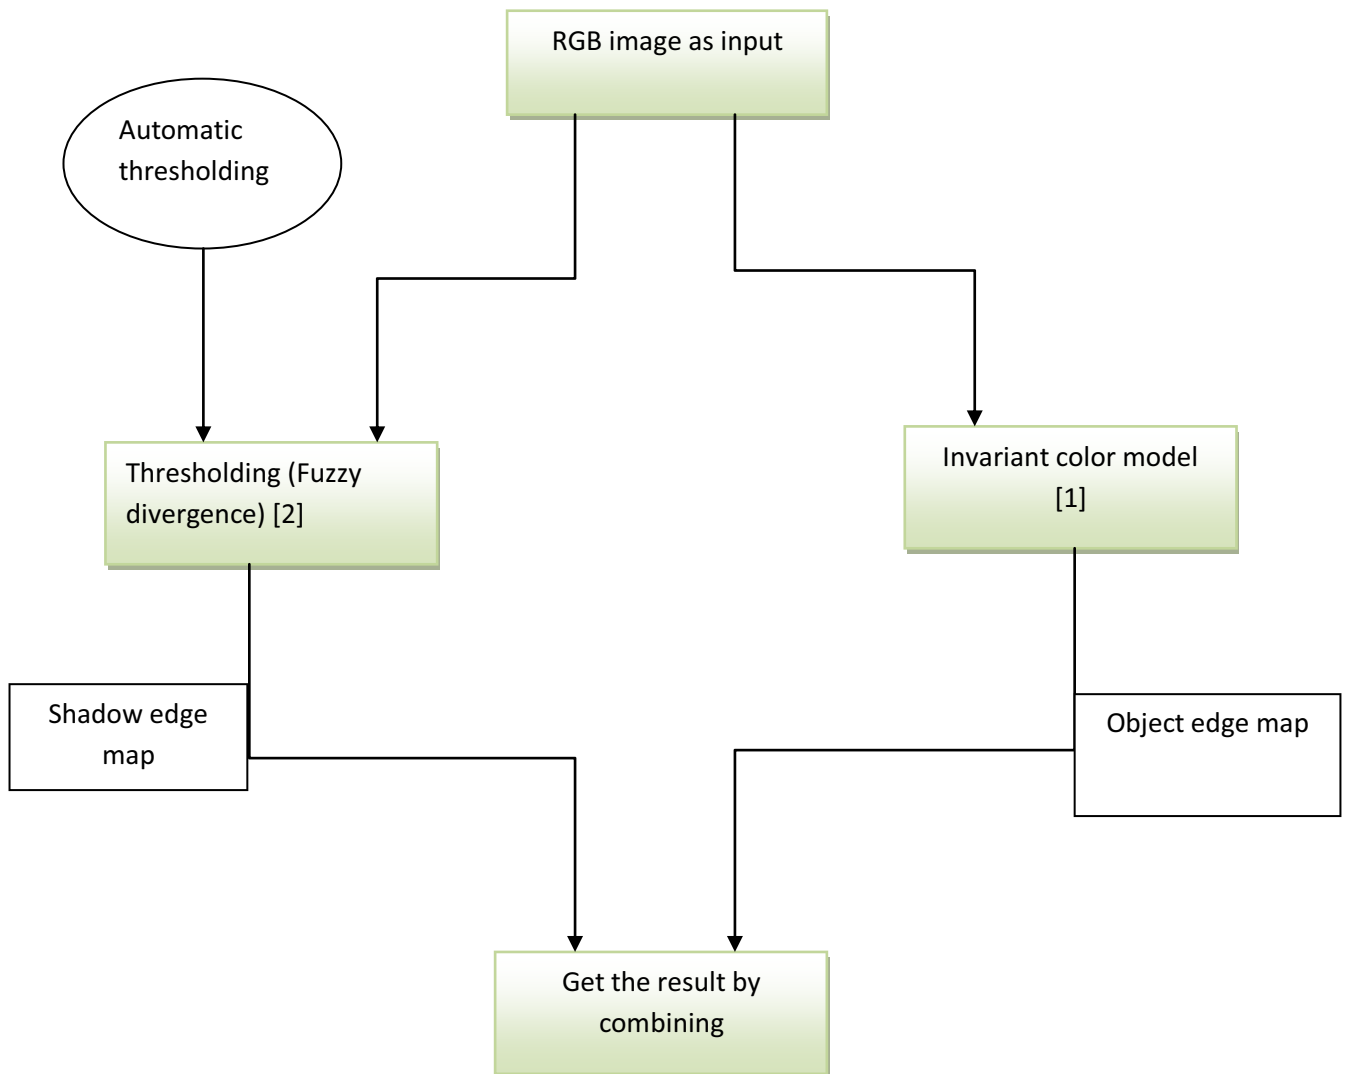 RGB image as input
Automatic
thresholding
Thresholding (Fuzzy
divergence) [2]
Invariant color model
[1]
Shadow edge
map
Object edge map
Get the result by
combining